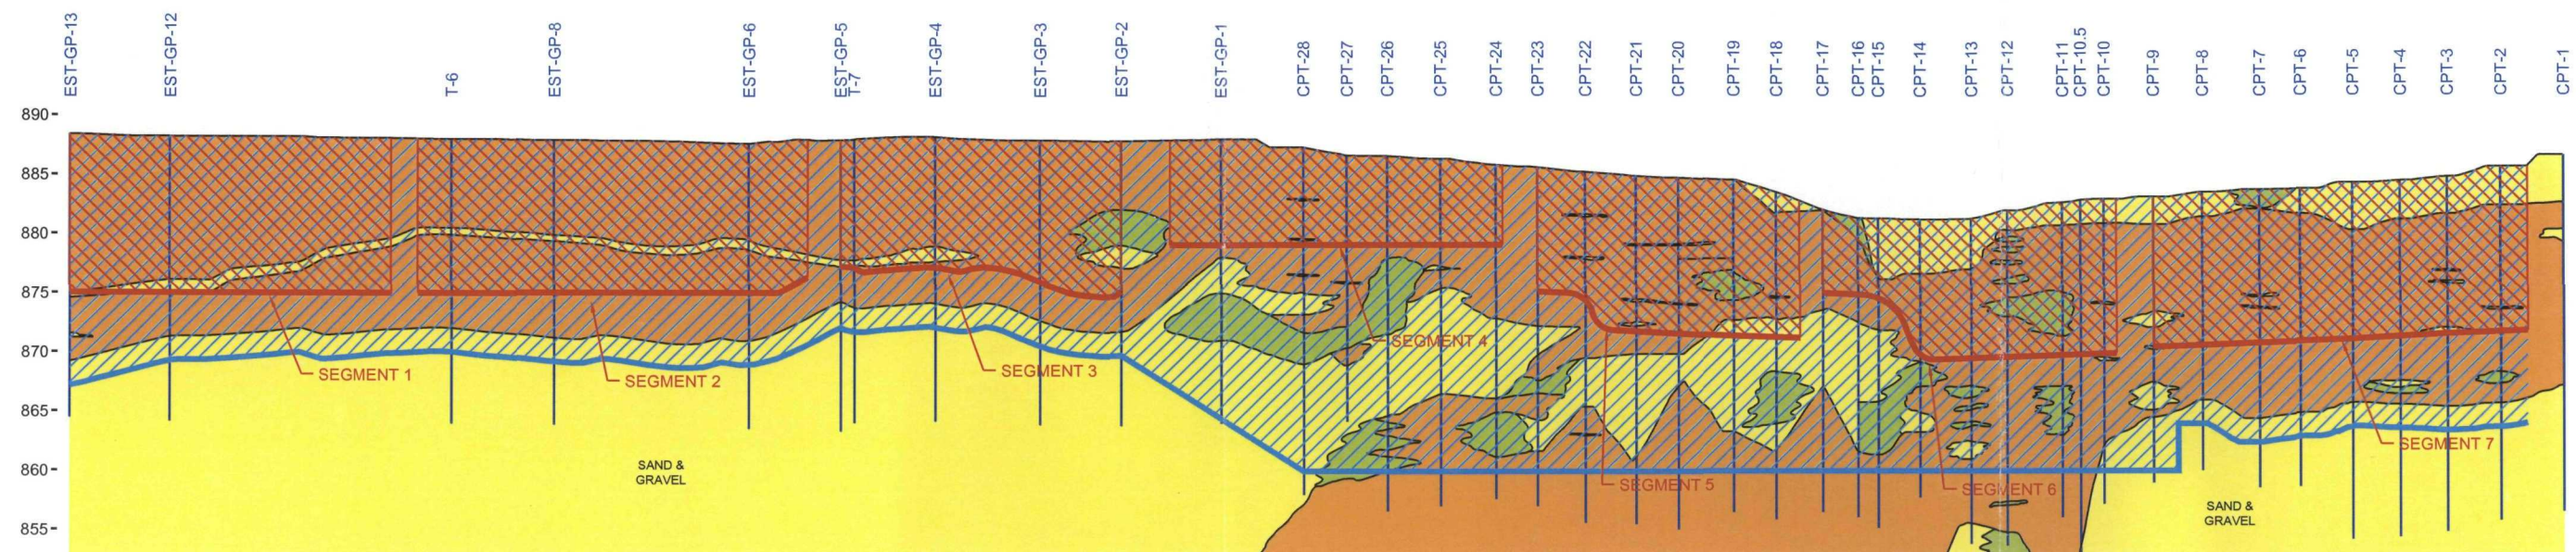 EST-GP-13
EST-GP-12
T-6
EST-GP-8
EST-GP-6
EST-GP-5
T-7
EST-GP-4
EST-GP-3
EST-GP-2
EST-GP-1
CPT-28
CPT-27
CPT-26
CPT-25
CPT-24
CPT-23
CPT-22
CPT-21
CPT-20
CPT-19
CPT-18
CPT-17
CPT-16
CPT-15
CPT-14
CPT-13
CPT-12
CPT-11
CPT-10.5
CPT-10
CPT-9
CPT-8
CPT-7
CPT-6
CPT-5
CPT-4
CPT-3
CPT-2
CPT-1
890
885
880
875
870
865
860
855
SEGMENT 1
SEGMENT 2
SEGMENT 3
SEGMENT 4
SEGMENT 5
SEGMENT 6
SEGMENT 7
SAND &
GRAVEL
SAND &
GRAVEL